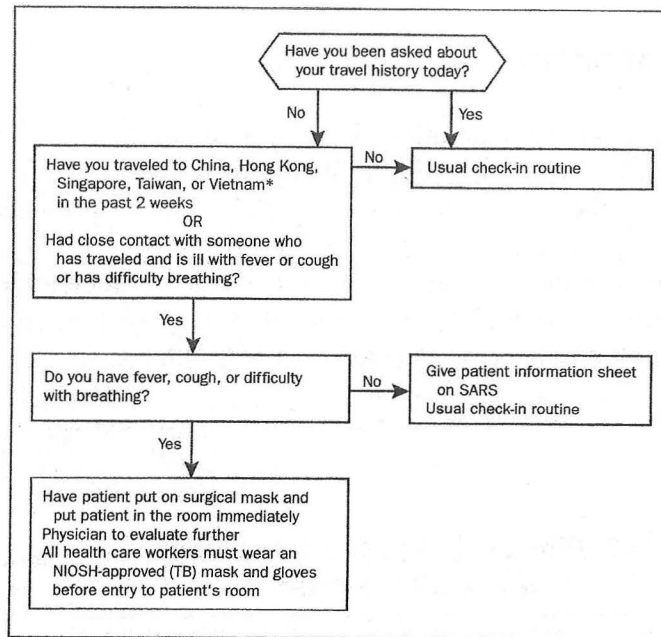 Have you been asked about
your travel history today?
No
Yes
Have you traveled to China, Hong Kong,
Singapore, Taiwan, or Vietnam*
in the past 2 weeks
OR
Had close contact with someone who
has traveled and is ill with fever or cough
or has difficulty breathing?
No
Usual check-in routine
Yes
Do you have fever, cough, or difficulty
with breathing?
No
Give patient information sheet
on SARS
Usual check-in routine
Yes
Have patient put on surgical mask and
put patient in the room immediately
Physician to evaluate further
All health care workers must wear an
NIOSH-approved (TB) mask and gloves
before entry to patient's room